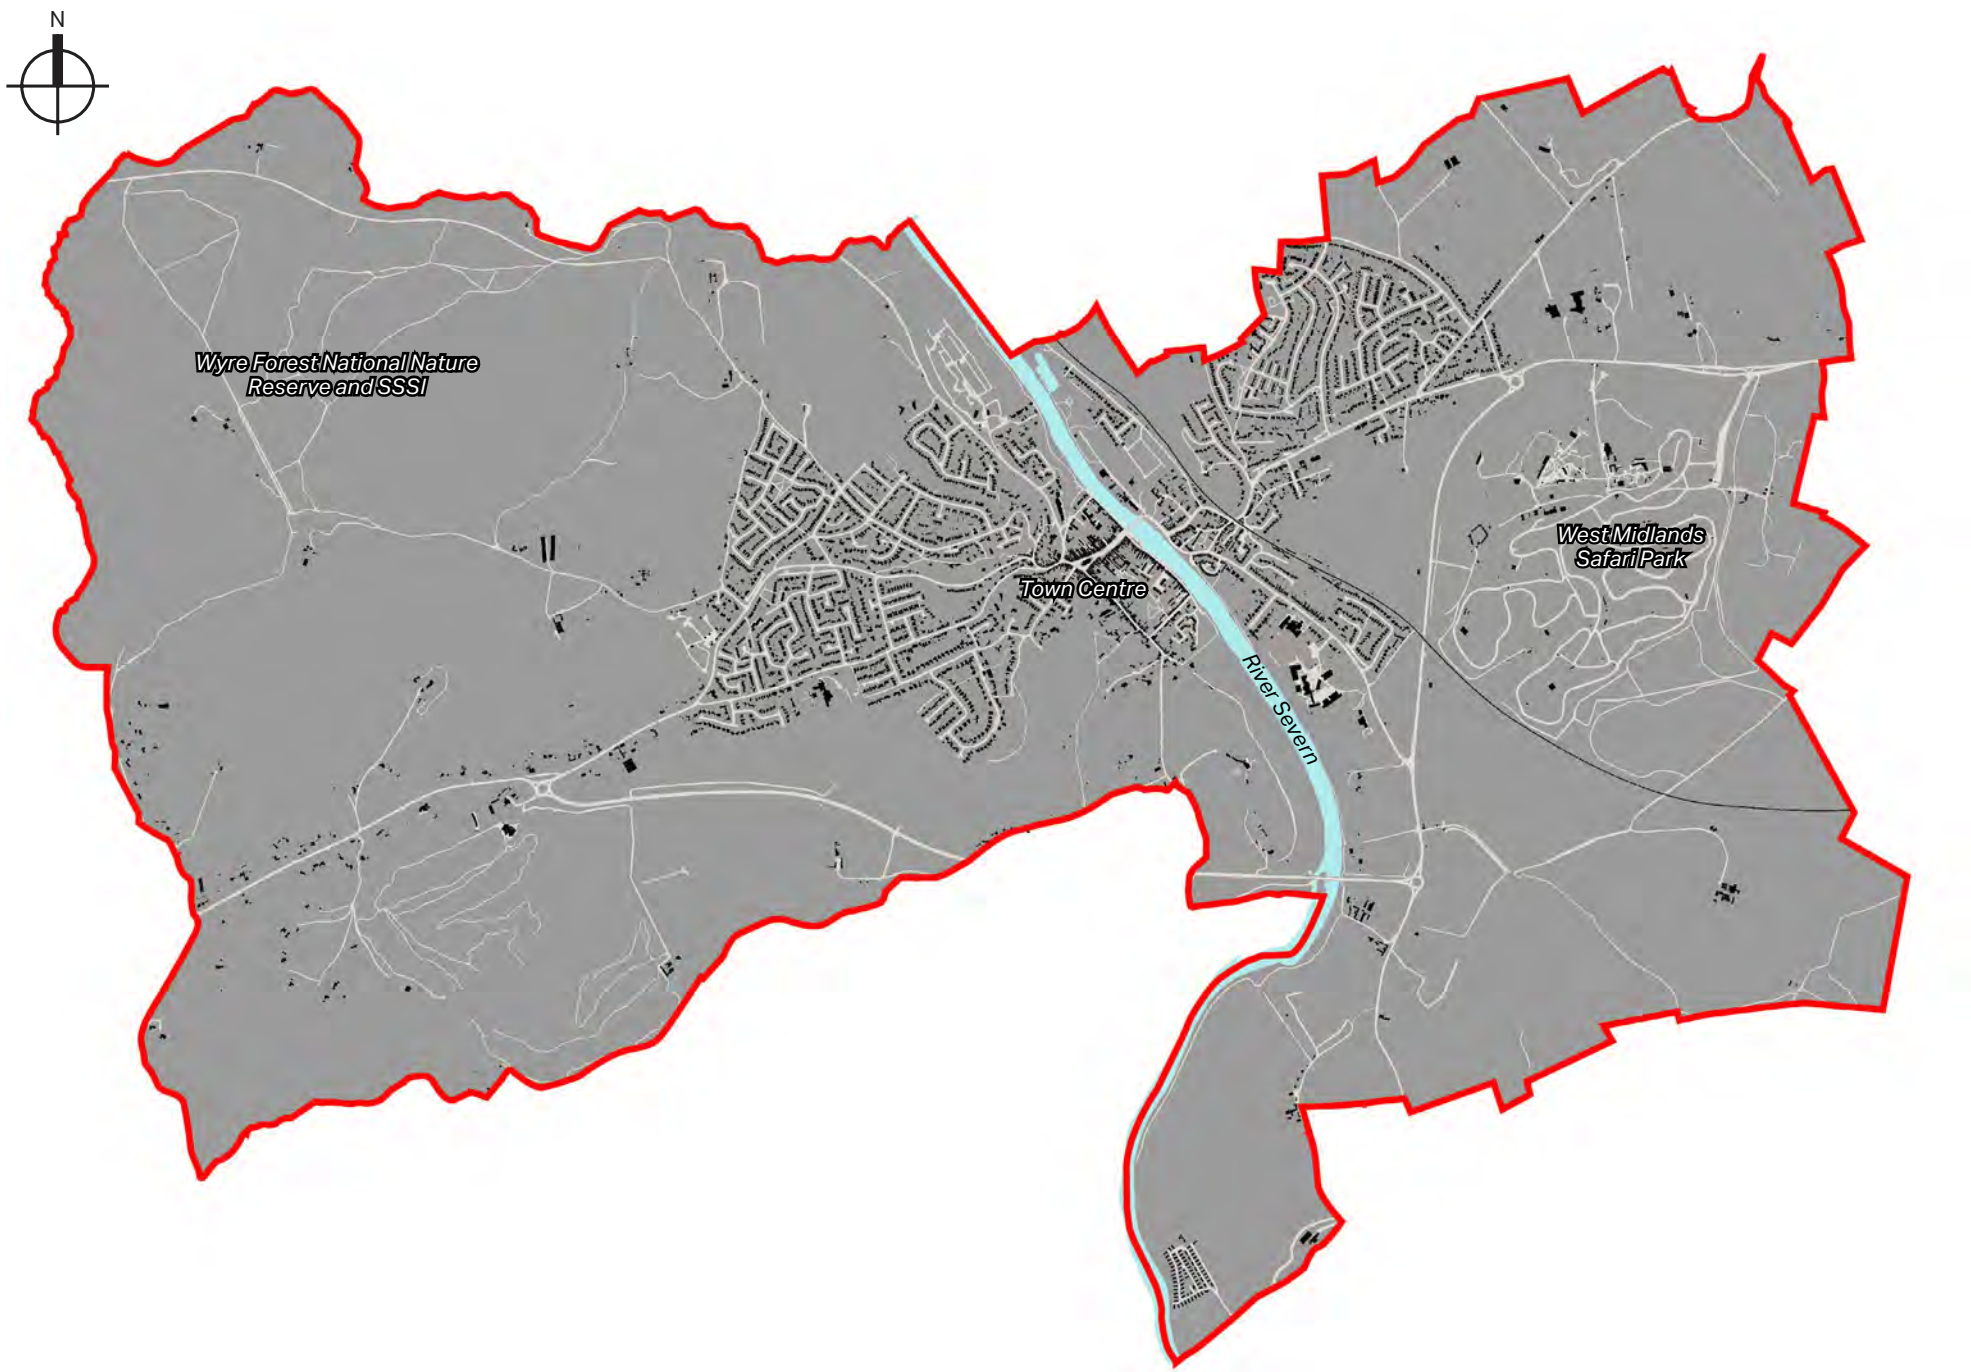 N
Wyre Forest National Nature
Reserve and SSSI
West Midlands
Safari Park
Town Centre
River Severn